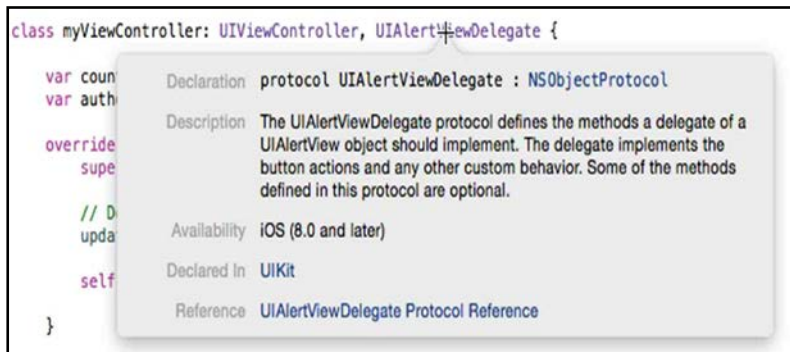 class myViewController: UIViewController, UIAlertViewDelegate {
var coun
var auth
override
supe
// D
upda
self
}
Declaration protocol UIAlertViewDelegate : NSObjectProtocol
Description The UIAlertViewDelegate protocol defines the methods a delegate of a
UIAlertView object should implement. The delegate implements the
button actions and any other custom behavior. Some of the methods
defined in this protocol are optional.
Availability iOS (8.0 and later)
Declared In UIKit
Reference UIAlertViewDelegate Protocol Reference